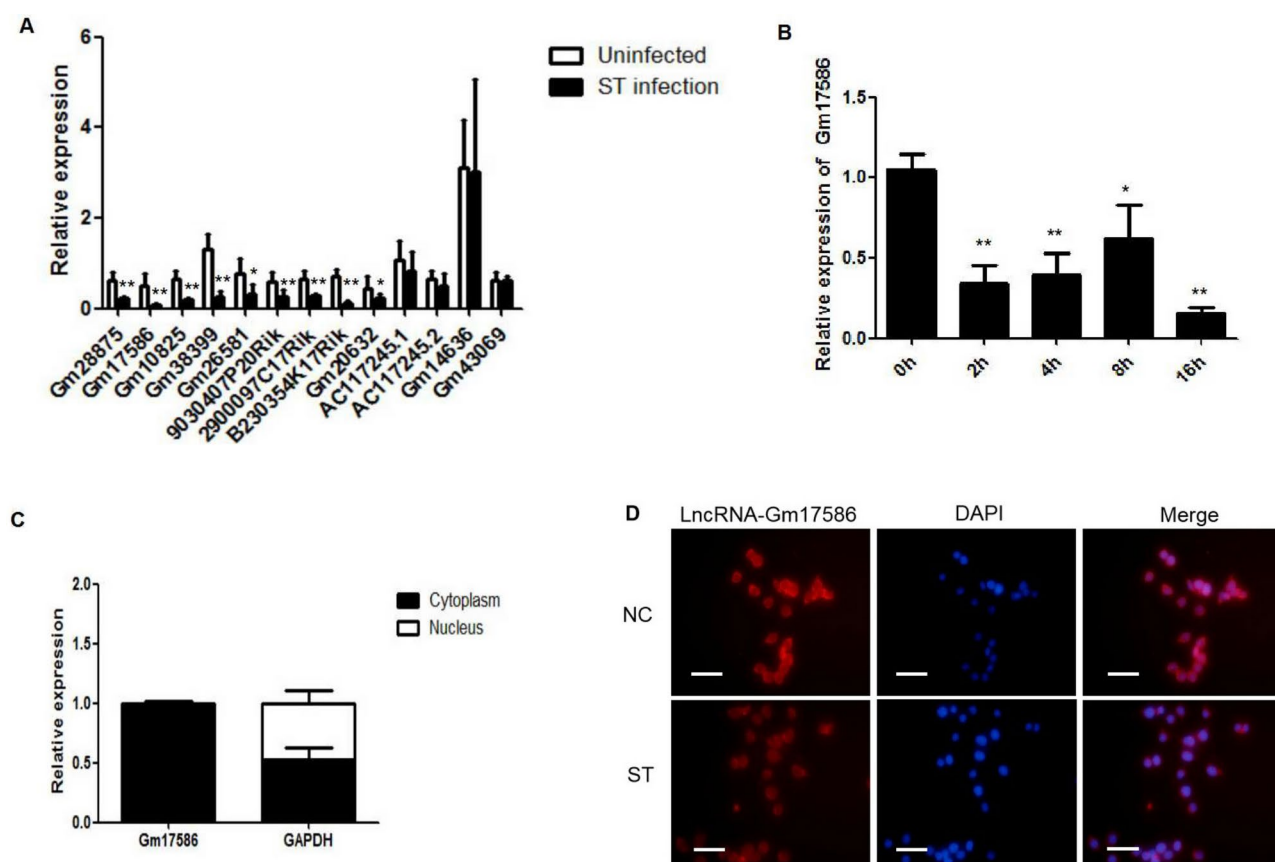 A
Relative expression
6
4
2
0
Uninfected
ST infection
** ** ** ** * ** ** ** *
Gm28875
Gm17586
Gm10825
Gm38399
Gm26581
9030407P20Rik
2900097C17Rik
B230354K17Rik
Gm20632
AC117245.1
AC117245.2
Gm14636
Gm43069
B
Relative expression of Gm17586
1.5
1.0
0.5
0.0
** ** * **
0h
2h
4h
8h
16h
C
Relative expression
2.0
1.5
1.0
0.5
0.0
Cytoplasm
Nucleus
Gm17586 GAPDH
D
LncRNA-Gm17586 DAPI Merge
NC
ST